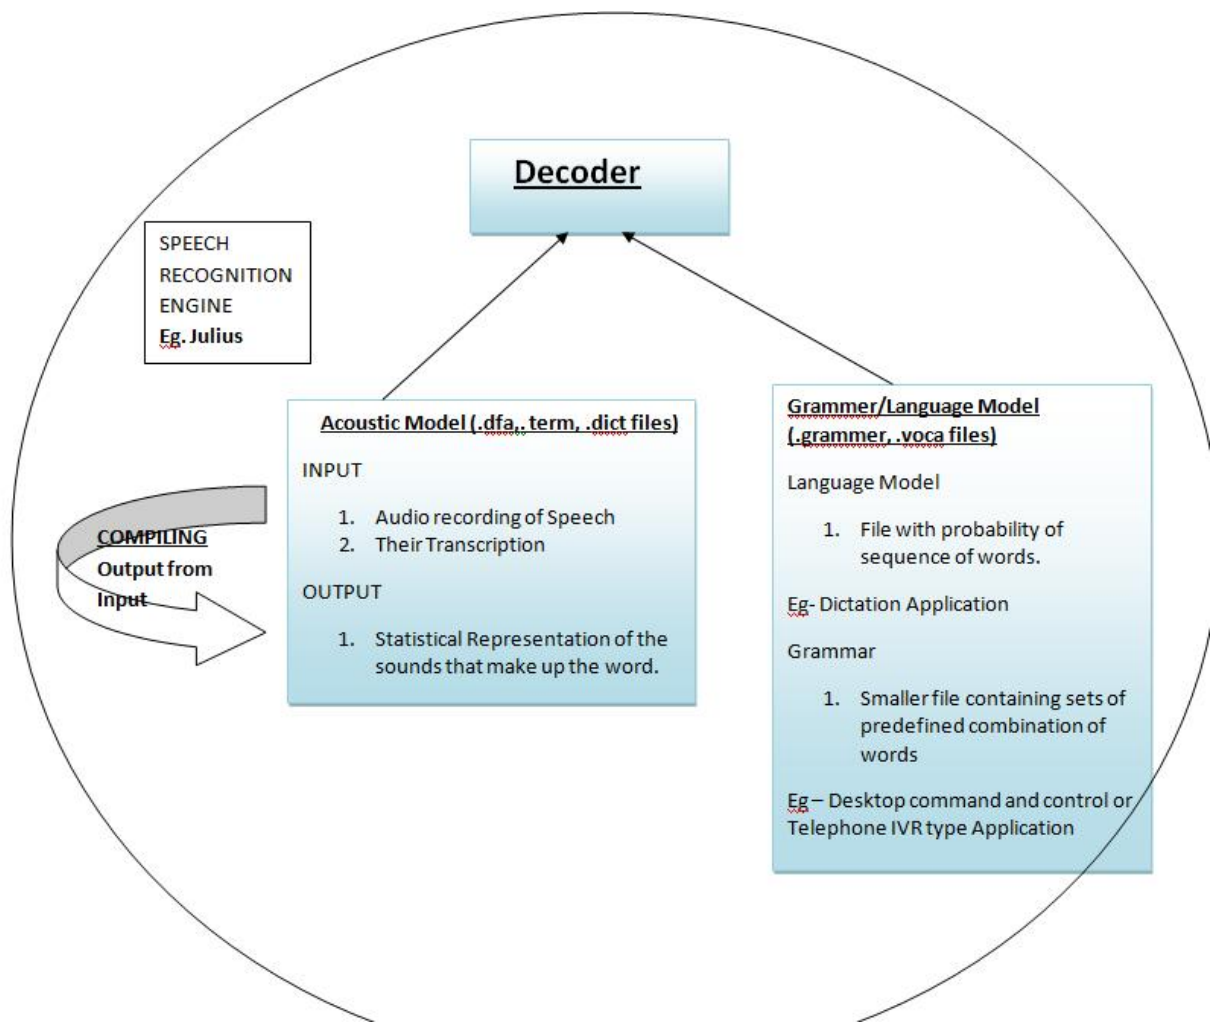 Decoder
SPEECH
RECOGNITION
ENGINE
Eg. Julius
Acoustic Model (.dfa,. term, .dict files)
INPUT
1. Audio recording of Speech
2. Their Transcription
OUTPUT
1. Statistical Representation of the
sounds that make up the word.
COMPILING
Output from
Input
Grammer/Language Model
(.grammer, .voca files)
Language Model
1. File with probability of
sequence of words.
Eg- Dictation Application
Grammar
1. Smaller file containing sets of
predefined combination of
words
Eg – Desktop command and control or
Telephone IVR type Application